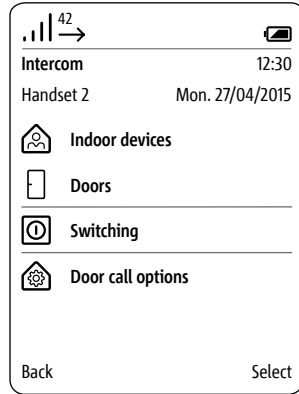 42
Intercom 12:30
Handset 2 Mon. 27/04/2015
Indoor devices
Doors
Switching
Door call options
Back Select